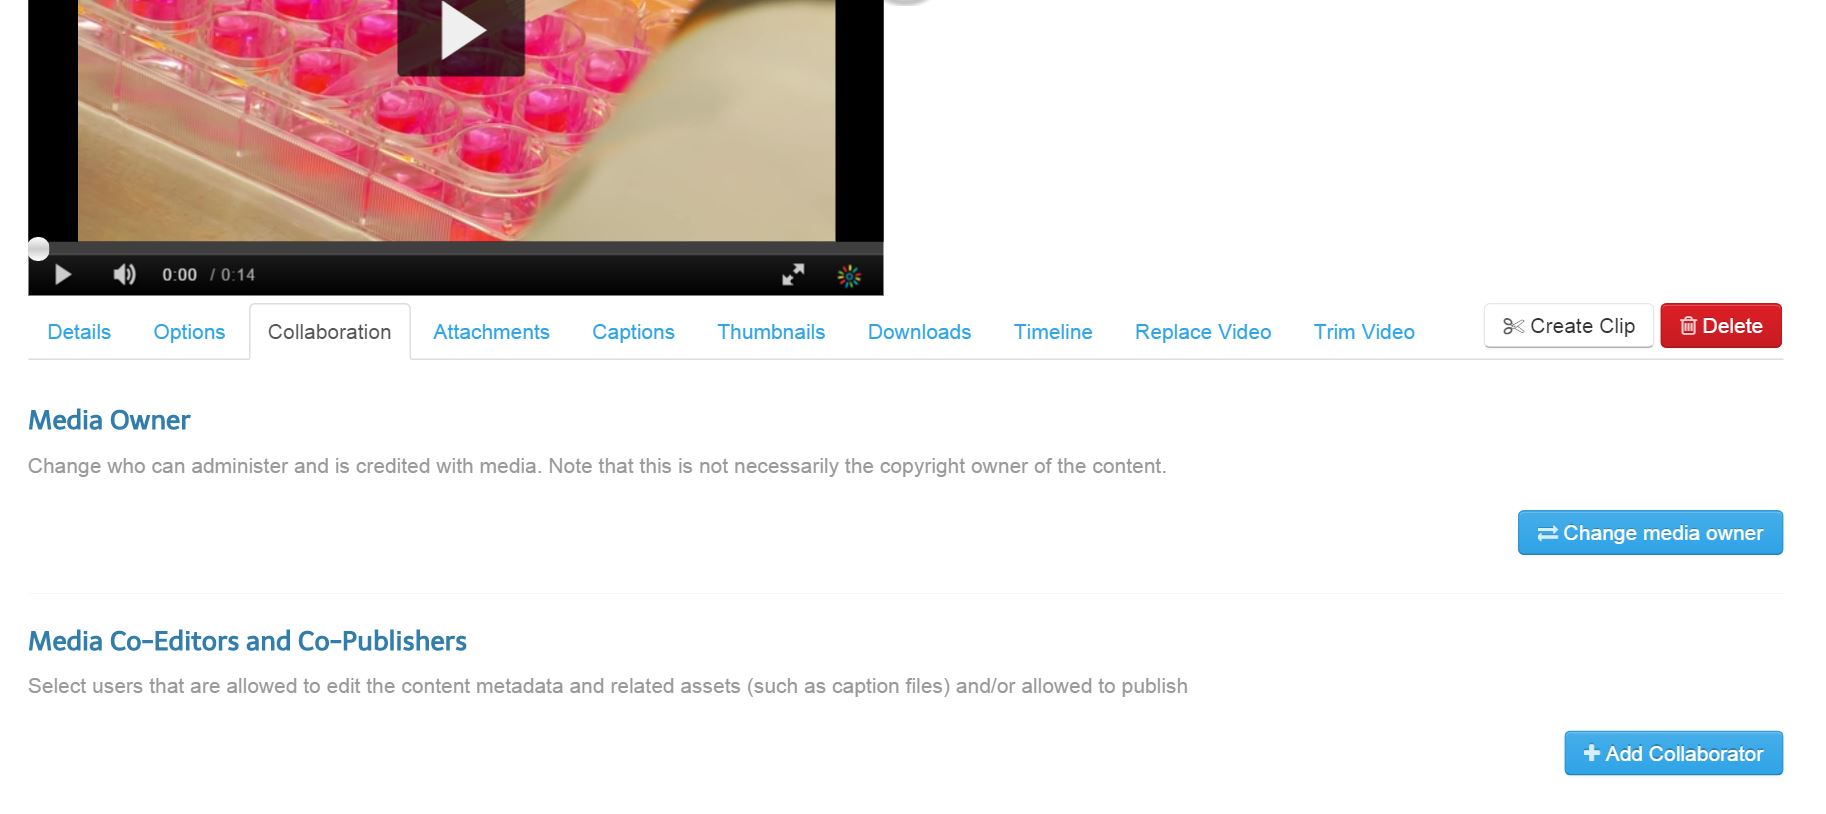 0:00 / 0:14
Details Options Collaboration Attachments Captions Thumbnails Downloads Timeline Replace Video Trim Video Create Clip Delete
Media Owner
Change who can administer and is credited with media. Note that this is not necessarily the copyright owner of the content.
Change media owner
Media Co-Editors and Co-Publishers
Select users that are allowed to edit the content metadata and related assets (such as caption files) and/or allowed to publish
Add Collaborator